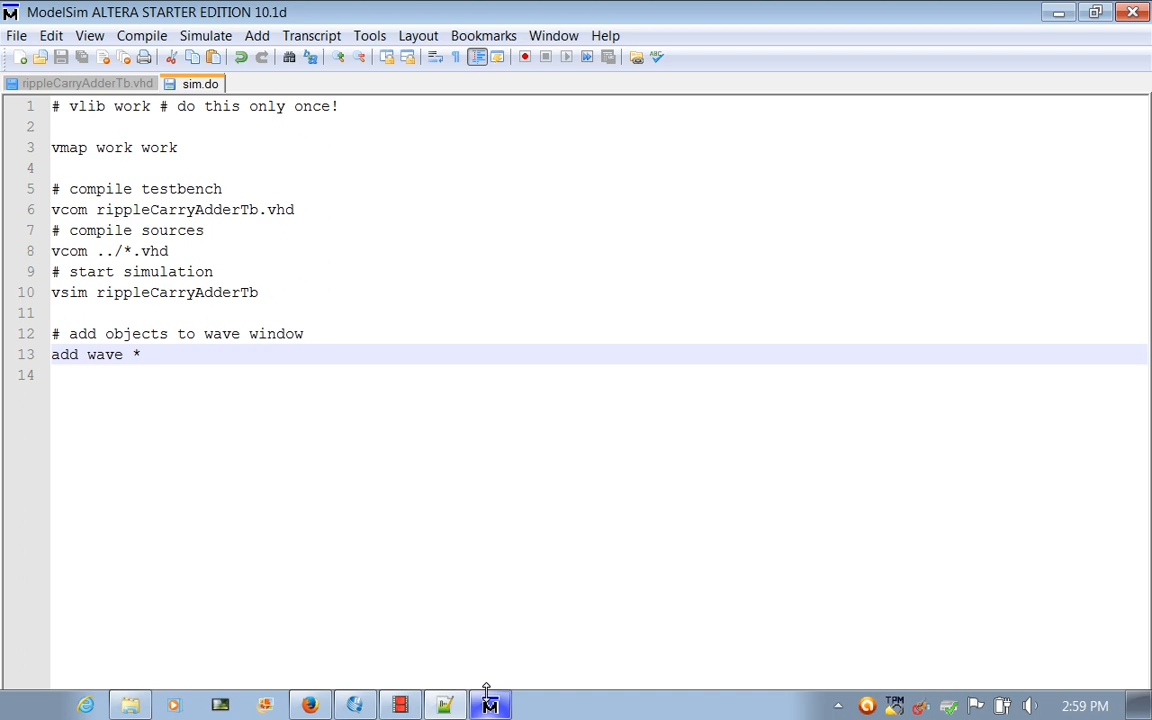 ModelSim ALTERA STARTER EDITION 10.1d
File Edit View Compile Simulate Add Transcript Tools Layout Bookmarks Window Help
rippleCarryAdderTb.vhd sim.do
1 # vlib work # do this only once!
2
3 vmap work work
4
5 # compile testbench
6 vcom rippleCarryAdderTb.vhd
7 # compile sources
8 vcom ../*.vhd
9 # start simulation
10 vsim rippleCarryAdderTb
11
12 # add objects to wave window
13 add wave *
14
2:59 PM